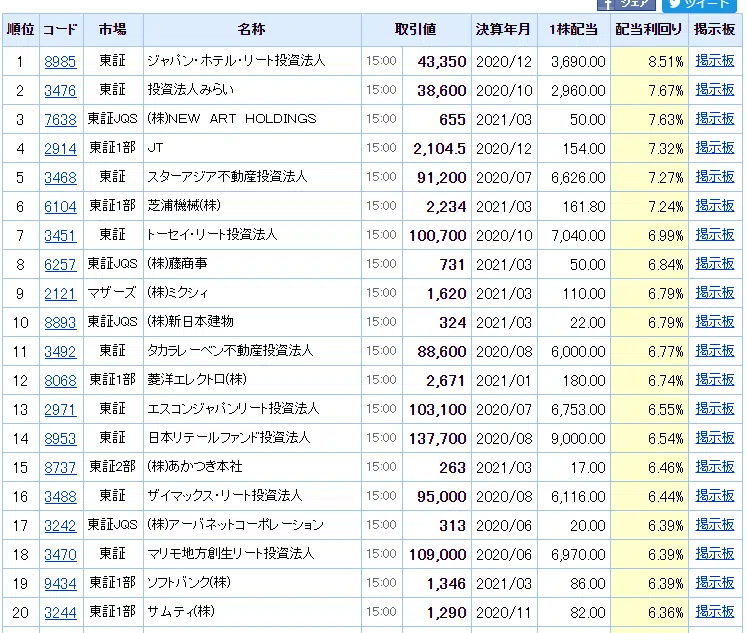 シェア ツイート
順位 コード 市場 名称 取引値 決算年月 1株配当 配当利回り 掲示板
1 8985 東証 ジャパン・ホテル・リート投資法人 15:00 43,350 2020/12 3,690.00 8.51% 掲示板
2 3476 東証 投資法人みらい 15:00 38,600 2020/10 2,960.00 7.67% 掲示板
3 7638 東証JQS (株)NEW ART HOLDINGS 15:00 655 2021/03 50.00 7.63% 掲示板
4 2914 東証1部 JT 15:00 2,104.5 2020/12 154.00 7.32% 掲示板
5 3468 東証 スターアジア不動産投資法人 15:00 91,200 2020/07 6,626.00 7.27% 掲示板
6 6104 東証1部 芝浦機械(株) 15:00 2,234 2021/03 161.80 7.24% 掲示板
7 3451 東証 トーセイ・リート投資法人 15:00 100,700 2020/10 7,040.00 6.99% 掲示板
8 6257 東証JQS (株)藤商事 15:00 731 2021/03 50.00 6.84% 掲示板
9 2121 マザーズ (株)ミクシィ 15:00 1,620 2021/03 110.00 6.79% 掲示板
10 8893 東証JQS (株)新日本建物 15:00 324 2021/03 22.00 6.79% 掲示板
11 3492 東証 タカラレーベン不動産投資法人 15:00 88,600 2020/08 6,000.00 6.77% 掲示板
12 8068 東証1部 菱洋エレクトロ(株) 15:00 2,671 2021/01 180.00 6.74% 掲示板
13 2971 東証 エスコンジャパンリート投資法人 15:00 103,100 2020/07 6,753.00 6.55% 掲示板
14 8953 東証 日本リテールファンド投資法人 15:00 137,700 2020/08 9,000.00 6.54% 掲示板
15 8737 東証2部 (株)あかつき本社 15:00 263 2021/03 17.00 6.46% 掲示板
16 3488 東証 ザイマックス・リート投資法人 15:00 95,000 2020/08 6,116.00 6.44% 掲示板
17 3242 東証JQS (株)アーバネットコーポレーション 15:00 313 2020/06 20.00 6.39% 掲示板
18 3470 東証 マリモ地方創生リート投資法人 15:00 109,000 2020/06 6,970.00 6.39% 掲示板
19 9434 東証1部 ソフトバンク(株) 15:00 1,346 2021/03 86.00 6.39% 掲示板
20 3244 東証1部 サムティ(株) 15:00 1,290 2020/11 82.00 6.36% 掲示板